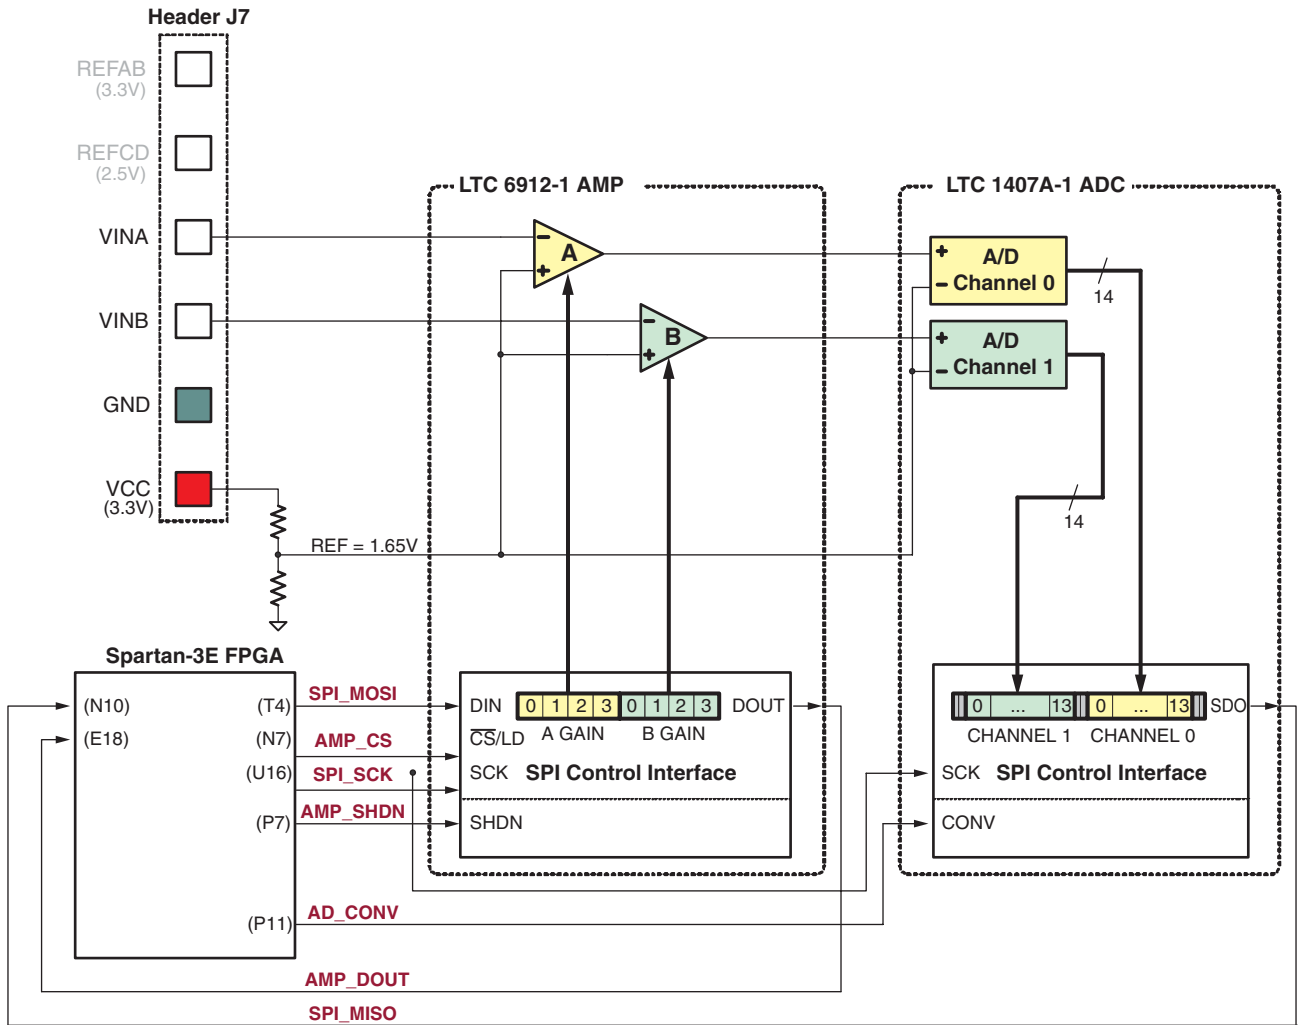 Header J7
REFAB
(3.3V)
REFCD
(2.5V)
VINA
VINB
GND
VCC
(3.3V)
REF = 1.65V
LTC 6912-1 AMP
- A
+
- B
+
LTC 1407A-1 ADC
+ A/D
- Channel 0
14
+ A/D
- Channel 1
14
Spartan-3E FPGA
(N10)
(E18)
(T4)
(N7)
(U16)
(P7)
(P11)
SPI_MOSI
AMP_CS
SPI_SCK
AMP_SHDN
AD_CONV
AMP_DOUT
SPI_MISO
DIN 0 1 2 3 0 1 2 3 DOUT
CS/LD A GAIN B GAIN
SCK SPI Control Interface
SHDN
0 ... 13 0 ... 13 SDO
CHANNEL 1 CHANNEL 0
SCK SPI Control Interface
CONV